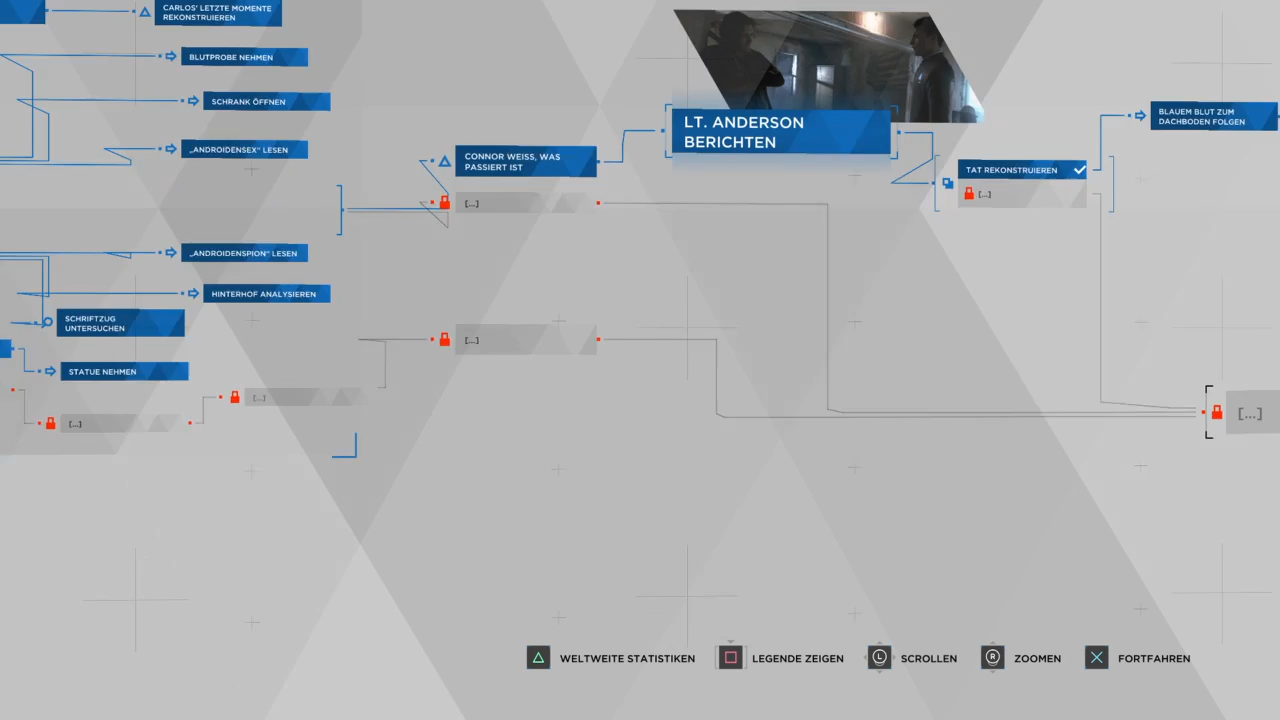 CARLOS' LETZTE MOMENTE
REKONSTRUIEREN
BLUTPROBE NEHMEN
SCHRANK ÖFFNEN
„ANDROIDENSEX“ LESEN
CONNOR WEISS, WAS
PASSIERT IST
[...]
LT. ANDERSON
BERICHTEN
TAT REKONSTRUIEREN
[...]
BLAUEM BLUT ZUM
DACHBODEN FOLGEN
„ANDROIDENSPION“ LESEN
HINTERHOF ANALYSIEREN
SCHRIFTZUG
UNTERSUCHEN
[...]
STATUE NEHMEN
[...]
[...]
[...]
WELTWEITE STATISTIKEN
LEGENDE ZEIGEN
L
SCROLLEN
R
ZOOMEN
FORTFAHREN